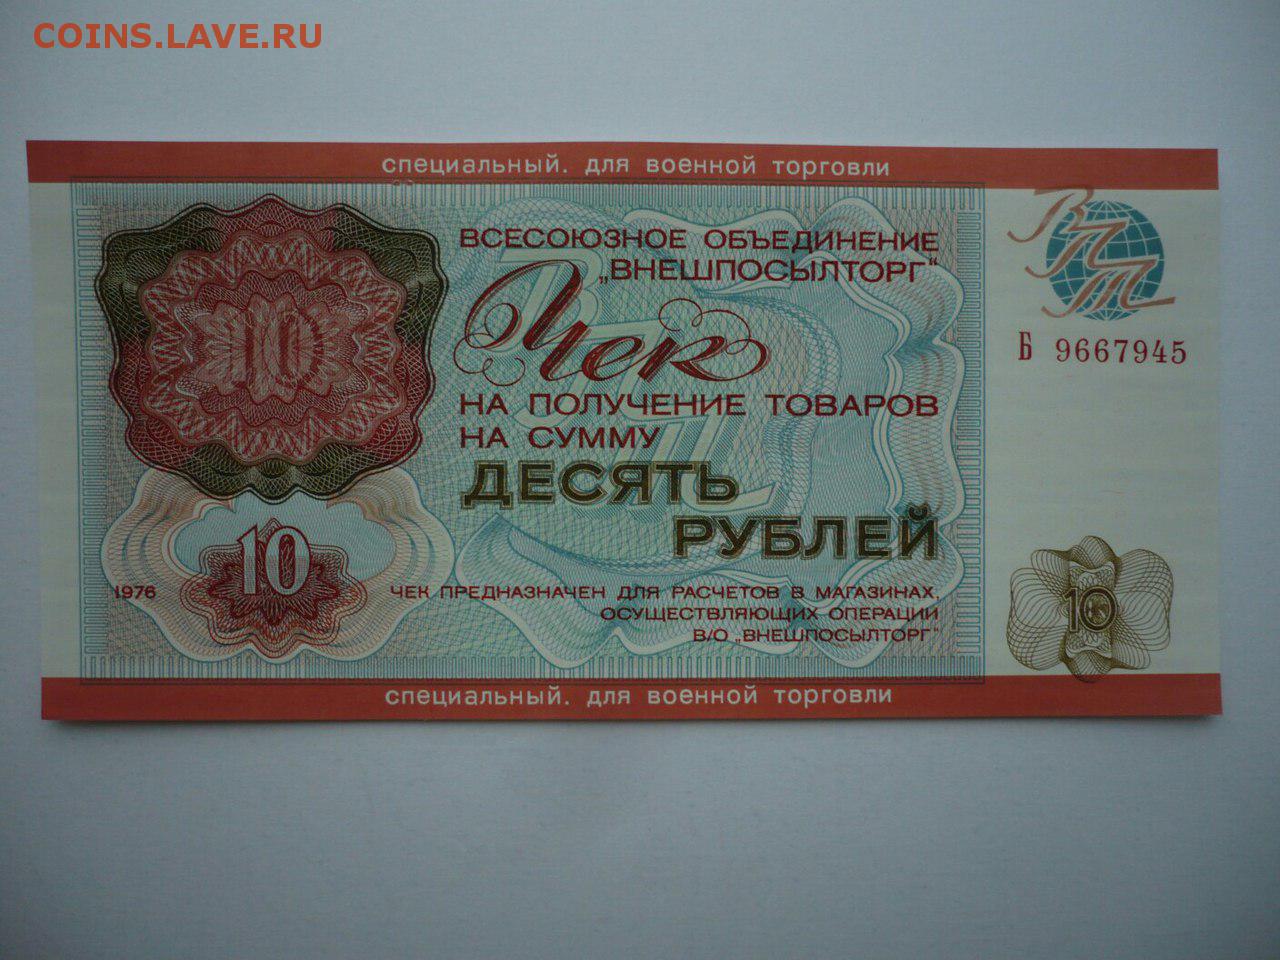 COINS.LAVE.RU
специальный. для военной торговли
ВПТ
ВСЕСОЮЗНОЕ ОБЪЕДИНЕНИЕ
„ВНЕШПОСЫЛТОРГ“
Чек
Б 9667945
10
НА ПОЛУЧЕНИЕ ТОВАРОВ
НА СУММУ
ДЕСЯТЬ
РУБЛЕЙ
10
1976
ЧЕК ПРЕДНАЗНАЧЕН ДЛЯ РАСЧЕТОВ В МАГАЗИНАХ,
ОСУЩЕСТВЛЯЮЩИХ ОПЕРАЦИИ
В/О „ВНЕШПОСЫЛТОРГ“
10
специальный. для военной торговли